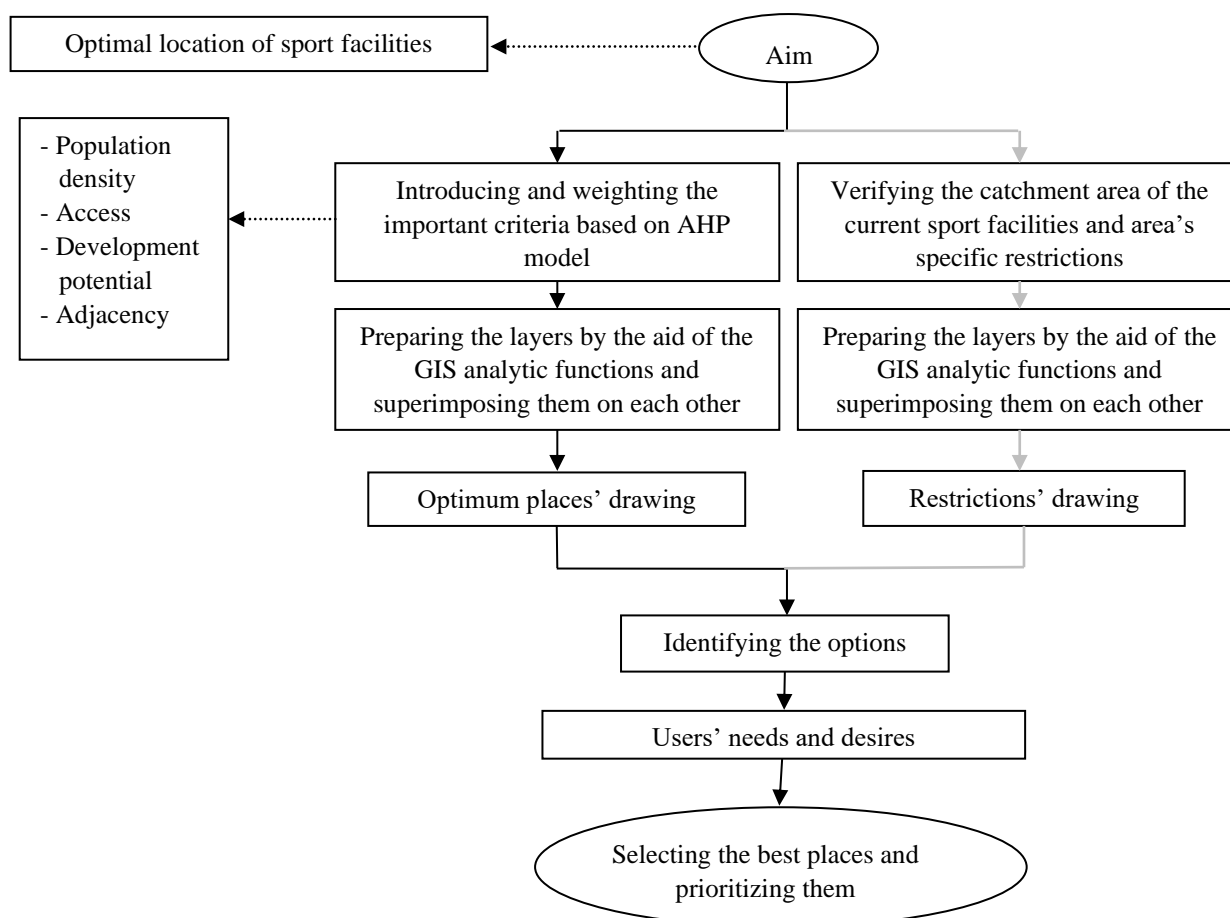 Optimal location of sport facilities
Aim
- Population
density
- Access
- Development
potential
- Adjacency
Introducing and weighting the
important criteria based on AHP
model
Verifying the catchment area of the
current sport facilities and area’s
specific restrictions
Preparing the layers by the aid of the
GIS analytic functions and
superimposing them on each other
Preparing the layers by the aid of the
GIS analytic functions and
superimposing them on each other
Optimum places’ drawing
Restrictions’ drawing
Identifying the options
Users’ needs and desires
Selecting the best places and
prioritizing them